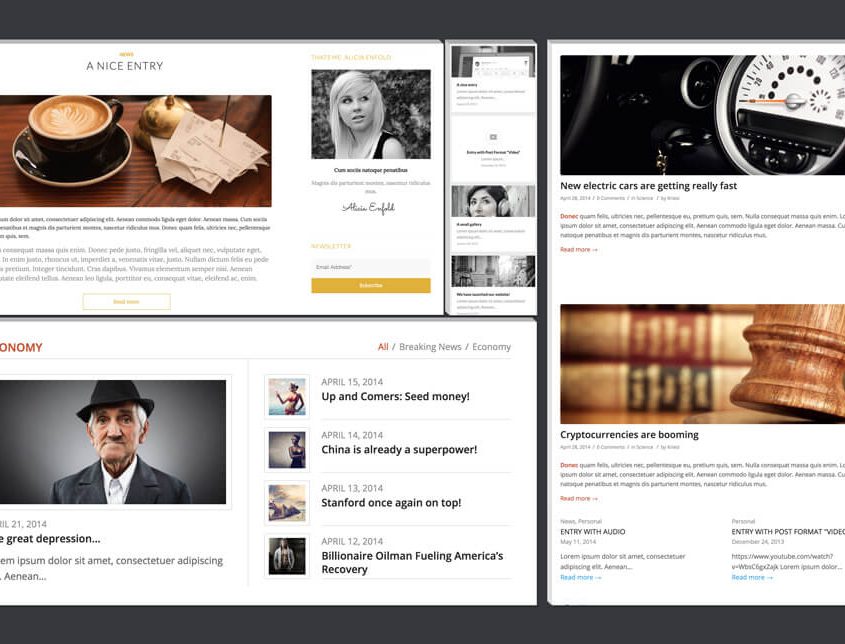 NEWS
A NICE ENTRY
sum dolor sit amet, consectetuer adipiscing elit. Aenean commodo ligula eget dolor. Aenean massa. Cum sociis
penatibus et magnis dis parturient montes, nascetur ridiculus mus. Donec quam felis, ultricies nec, pellentesque
m quis, sem.
consequat massa quis enim. Donec pede justo, fringilla vel, aliquet nec, vulputate eget,
In enim justo, rhoncus ut, imperdiet a, venenatis vitae, justo. Nullam dictum felis eu pede
pretium. Integer tincidunt. Cras dapibus. Vivamus elementum semper nisi. Aenean
eleifend tellus. Aenean leo ligula, porttitor eu, consequat vitae, eleifend ac, enim.
Read more
THATS ME, ALICIA ENFOLD
Cum sociis natoque penatibus
Magnis dis parturient montes, nascetur ridiculus
mus.
Alicia Enfold
NEWSLETTER
Email Address*
Subscribe
A nice entry
Entry with Post Format "Video"
A small gallery
We have launched our website!
New electric cars are getting really fast
April 28, 2014 / 0 Comments / in Science / by Kriesi
Donec quam felis, ultricies nec, pellentesque eu, pretium quis, sem. Nulla consequat massa quis enim. Lo
ipsum dolor sit amet, consectetuer adipiscing elit. Aenean commodo ligula eget dolor. Aenean massa. Cu
natoque penatibus et magnis dis parturient montes, nascetur ridiculus mus.
Read more →
Cryptocurrencies are booming
April 28, 2014 / 0 Comments / in Science / by Kriesi
Donec quam felis, ultricies nec, pellentesque eu, pretium quis, sem. Nulla consequat massa quis enim. Lo
ipsum dolor sit amet, consectetuer adipiscing elit. Aenean commodo ligula eget dolor. Aenean massa. Cu
natoque penatibus et magnis dis parturient montes, nascetur ridiculus mus.
Read more →
News, Personal
ENTRY WITH AUDIO
May 11, 2014
Lorem ipsum dolor sit amet, consectetuer
adipiscing elit. Aenean...
Read more →
Personal
ENTRY WITH POST FORMAT "VIDEO
December 24, 2013
https://www.youtube.com/watch?
v=WbsC6gxZajk Lorem ipsum dolor...
Read more →
ONOMY
All / Breaking News / Economy
RIL 21, 2014
e great depression...
em ipsum dolor sit amet, consectetuer adipiscing
. Aenean...
APRIL 15, 2014
Up and Comers: Seed money!
APRIL 14, 2014
China is already a superpower!
APRIL 13, 2014
Stanford once again on top!
APRIL 12, 2014
Billionaire Oilman Fueling America's
Recovery